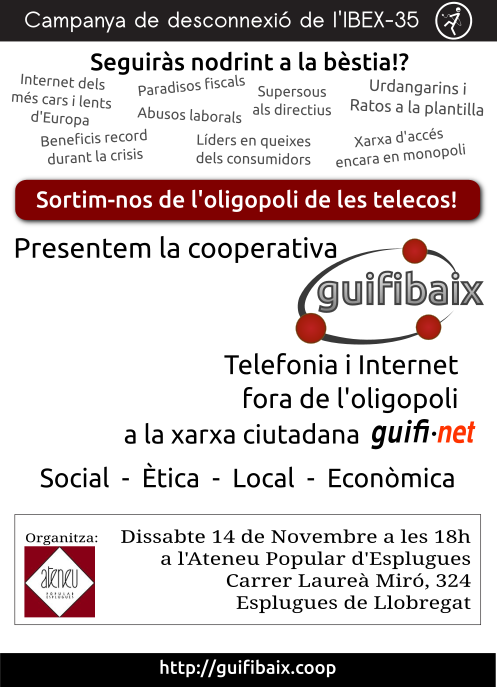 Campanya de desconnexió de l'IBEX-35
Seguiràs nodrint a la bèstia!?
Internet dels
més cars i lents
d'Europa
Paradisos fiscals
Abusos laborals
Supersous
als directius
Urdangarins i
Ratos a la plantilla
Beneficis record
durant la crisis
Líders en queixes
dels consumidors
Xarxa d'accés
encara en monopoli
Sortim-nos de l'oligopoli de les telecos!
Presentem la cooperativa
guifibaix
Telefonia i Internet
fora de l'oligopoli
a la xarxa ciutadana guifi·net
Social - Ètica - Local - Econòmica
Organitza:
ateneu
POPULAR
ESPLUGUES
Dissabte 14 de Novembre a les 18h
a l'Ateneu Popular d'Esplugues
Carrer Laureà Miró, 324
Esplugues de Llobregat
http://guifibaix.coop